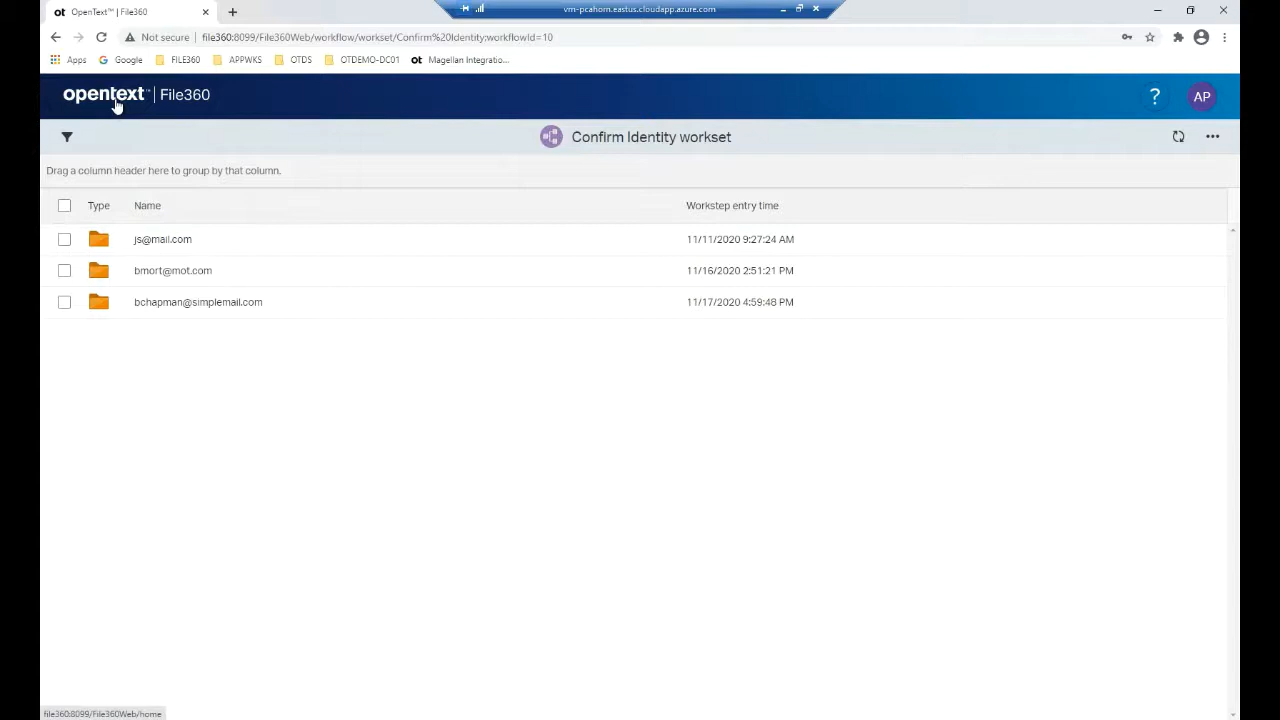 ot OpenText™ | File360
vm-pcahorn.eastus.cloudapp.azure.com
Not secure file360:8099/File360Web/workflow/workset/Confirm%20Identity;workflowId=10
Apps Google FILE360 APPWKS OTDS OTDEMO-DC01 ot Magellan Integratio...
opentext™ | File360
? AP
Confirm Identity workset
Drag a column header here to group by that column.
Type Name Workstep entry time
js@mail.com 11/11/2020 9:27:24 AM
bmort@mot.com 11/16/2020 2:51:21 PM
bchapman@simplemail.com 11/17/2020 4:59:48 PM
file360:8099/File360Web/home